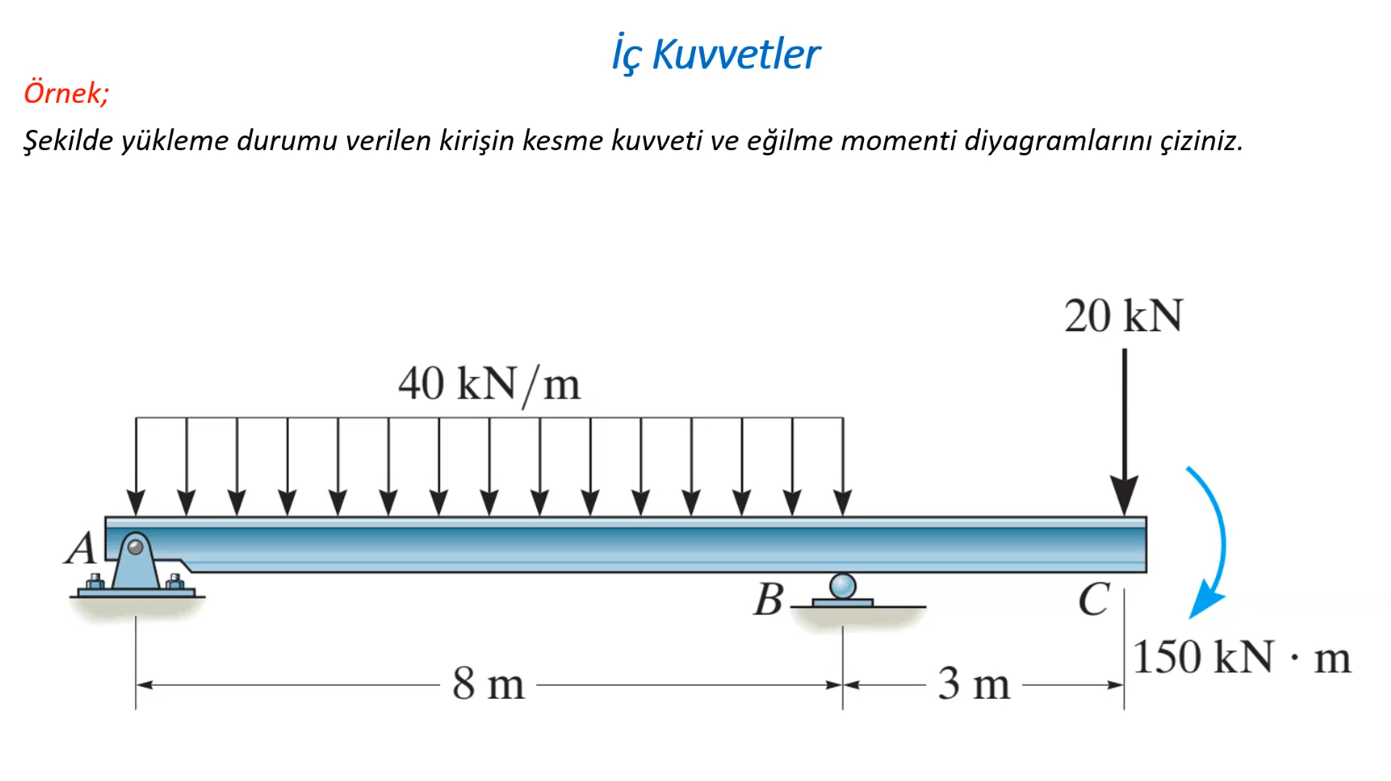 İç Kuvvetler
Örnek;
Şekilde yükleme durumu verilen kirişin kesme kuvveti ve eğilme momenti diyagramlarını çiziniz.
20 kN
40 kN/m
A
B
C
150 kN · m
8 m
3 m